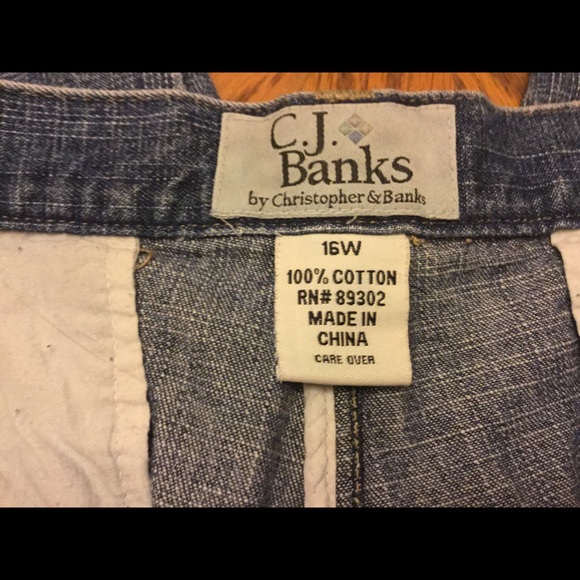 C.J.
Banks
by Christopher & Banks
16W
100% COTTON
RN# 89302
MADE IN
CHINA
CARE OVER